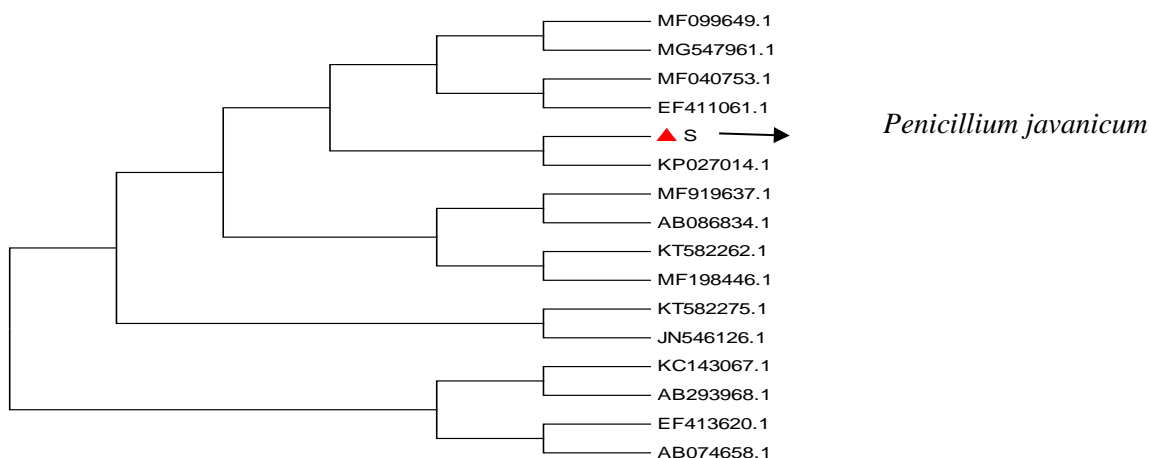 MF099649.1
MG547961.1
MF040753.1
EF411061.1
S
Penicillium javanicum
KP027014.1
MF919637.1
AB086834.1
KT582262.1
MF198446.1
KT582275.1
JN546126.1
KC143067.1
AB293968.1
EF413620.1
AB074658.1